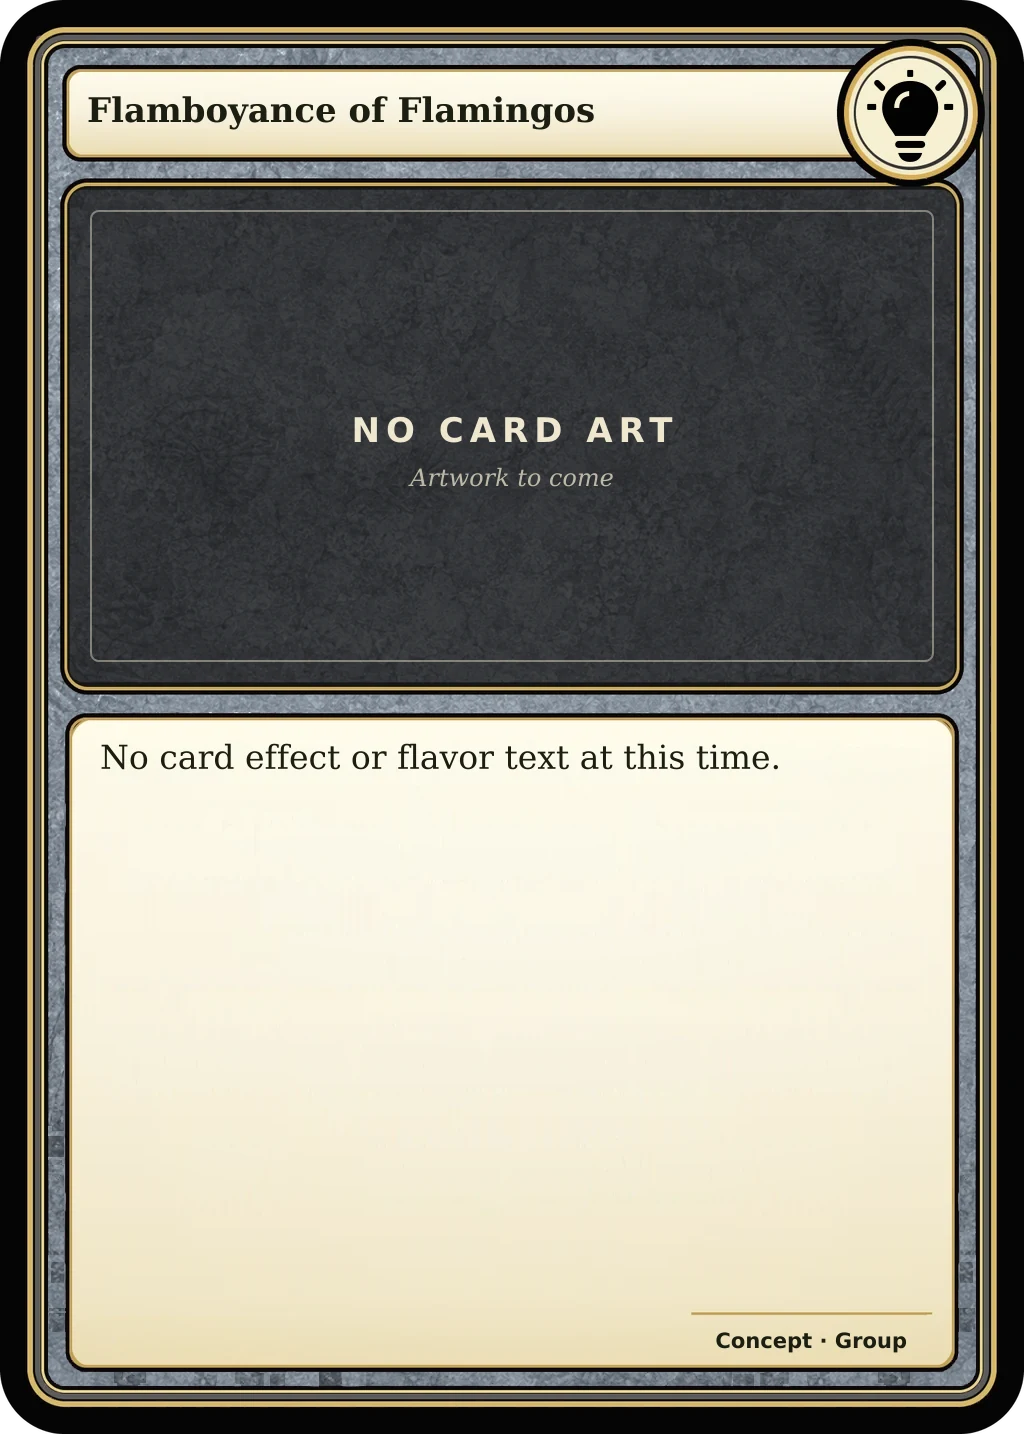 Flamboyance of Flamingos
NO CARD ART
Artwork to come
No card effect or flavor text at this time.
Concept · Group